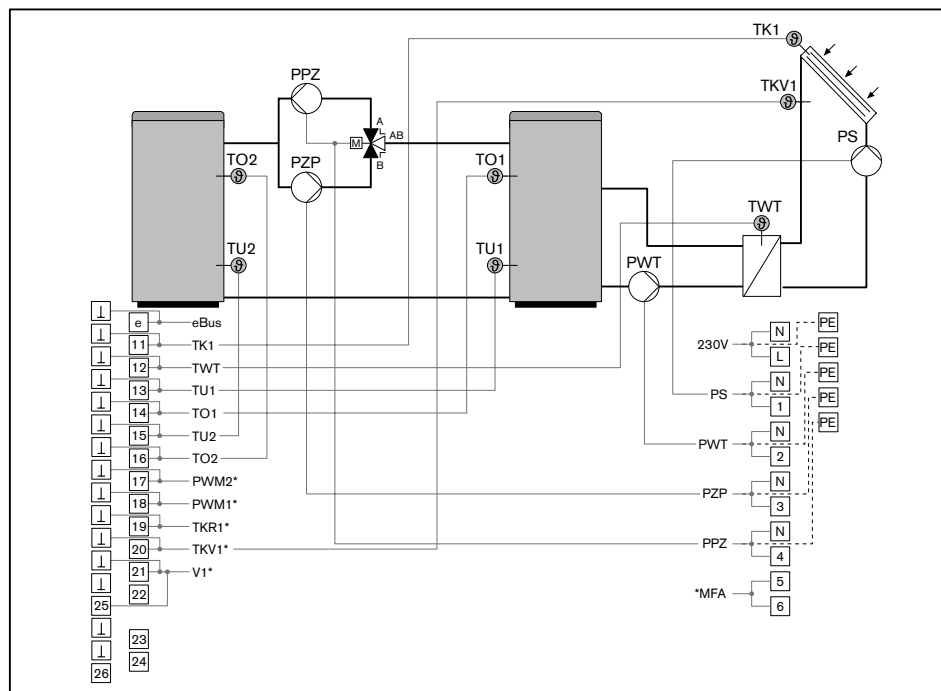 TK1
PPZ
TKV1
A
AB
PS
M
TO2
PZP
B
TO1
TWT
TU2
TU1
PWT
e eBus
11 TK1
12 TWT
13 TU1
14 TO1
15 TU2
16 TO2
17 PWM2*
18 PWM1*
19 TKR1*
20 TKV1*
21 V1*
22
25
23
24
26
230V N L PE
PS N 1 PE
PWT N 2 PE
PZP N 3 PE
PPZ N 4 PE
*MFA 5 6